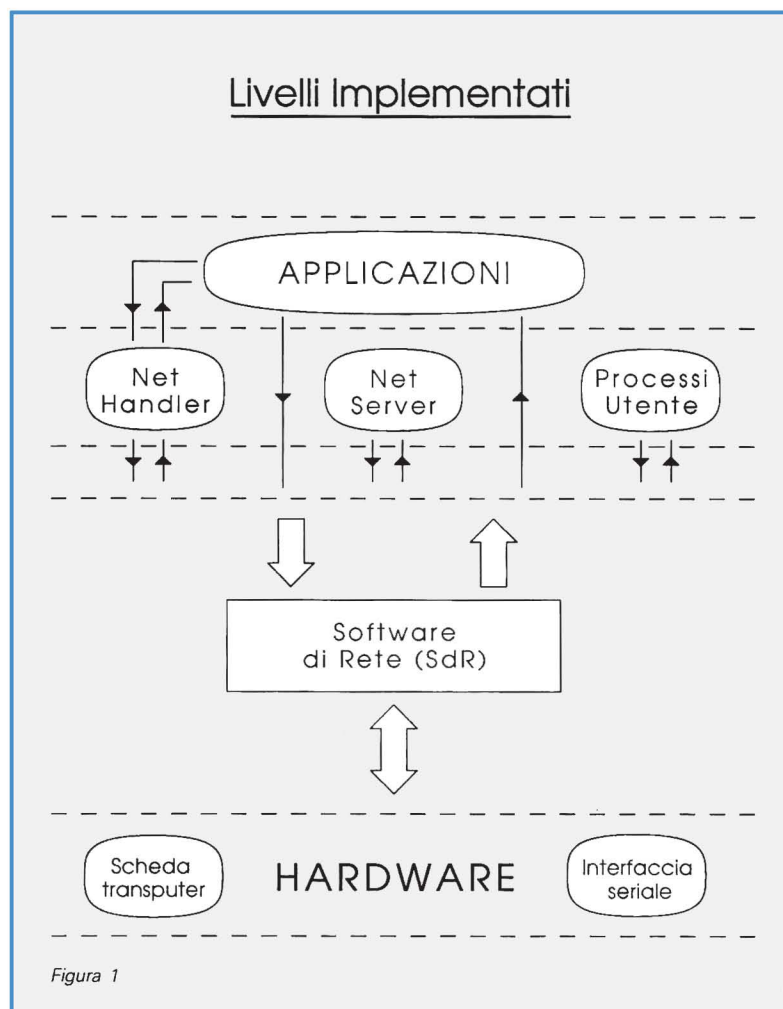 Livelli Implementati
APPLICAZIONI
Net
Handler
Net
Server
Processi
Utente
Software
di Rete (SdR)
Scheda
transputer
HARDWARE
Interfaccia
seriale
Figura 1